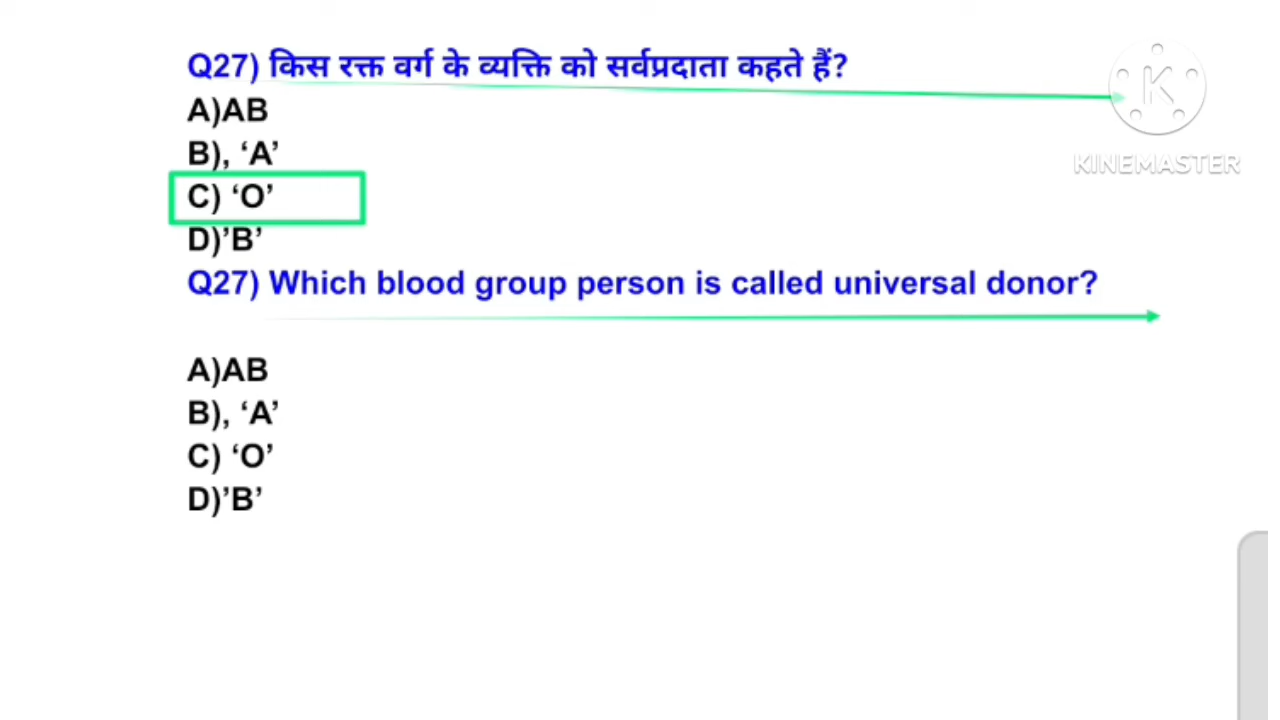 Q27) किस रक्त वर्ग के व्यक्ति को सर्वप्रदाता कहते हैं?
A)AB
B), ‘A’
C) ‘O’
D)’B’
Q27) Which blood group person is called universal donor?
A)AB
B), ‘A’
C) ‘O’
D)’B’
K
KINEMASTER